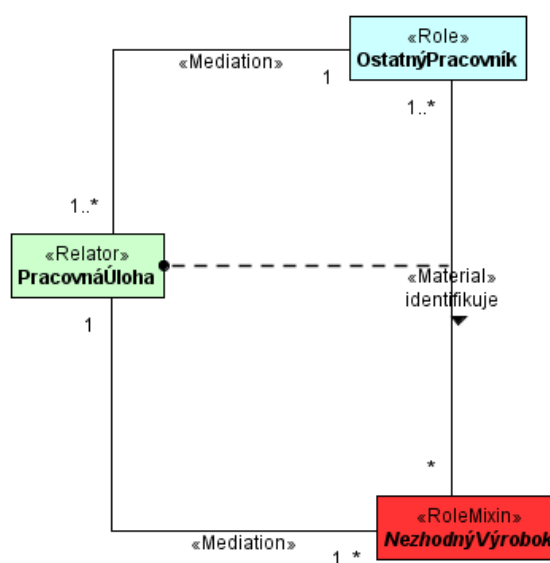 «Role»
OstatnýPracovník
«Mediation»
1
1..*
1..*
«Relator»
PracovnáÚloha
«Material»
identifikuje
1
*
«RoleMixin»
NezhodnýVýrobok
«Mediation»
1..*